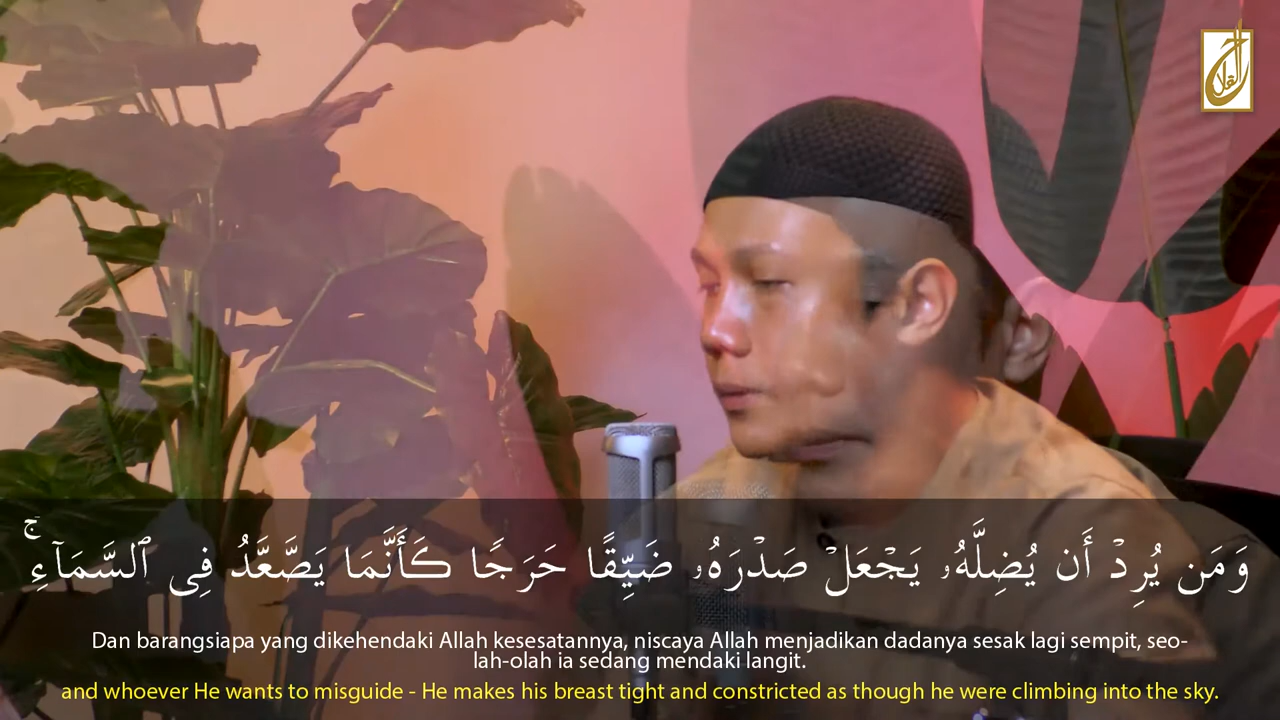 وَمَن يُرِدْ أَن يُضِلَّهُۥ يَجْعَلْ صَدْرَهُۥ ضَيِّقًا حَرَجًا كَأَنَّمَا يَصَّعَّدُ فِى ٱلسَّمَآءِ ۚ
Dan barangsiapa yang dikehendaki Allah kesesatannya, niscaya Allah menjadikan dadanya sesak lagi sempit, seo-
lah-olah ia sedang mendaki langit.
and whoever He wants to misguide - He makes his breast tight and constricted as though he were climbing into the sky.